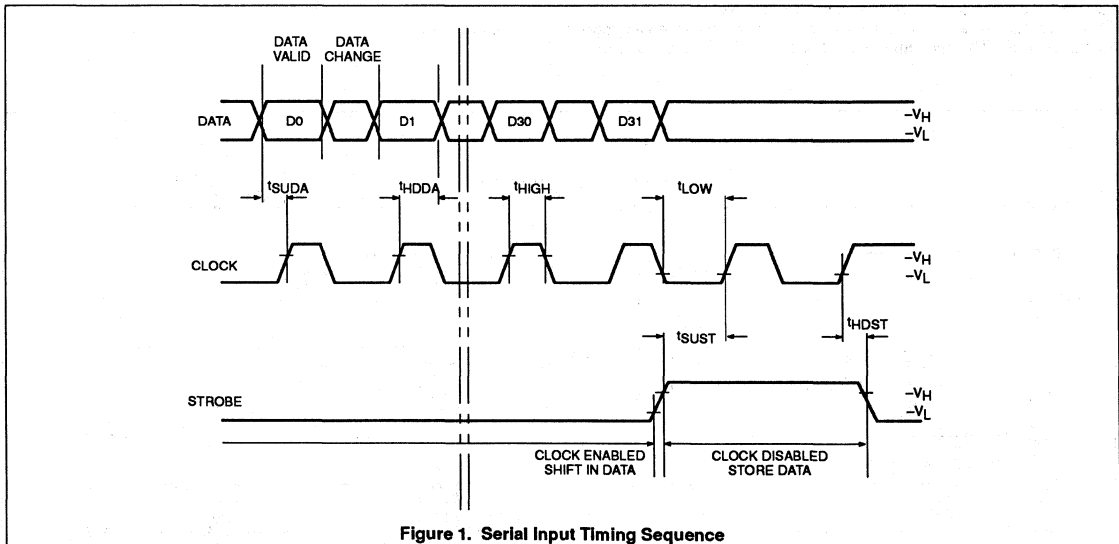 DATA VALID
DATA CHANGE
DATA
D0
D1
D30
D31
–VH
–VL
tSUDA
tHDDA
tHIGH
tLOW
CLOCK
–VH
–VL
tSUST
tHDST
STROBE
–VH
–VL
CLOCK ENABLED
SHIFT IN DATA
CLOCK DISABLED
STORE DATA
Figure 1. Serial Input Timing Sequence